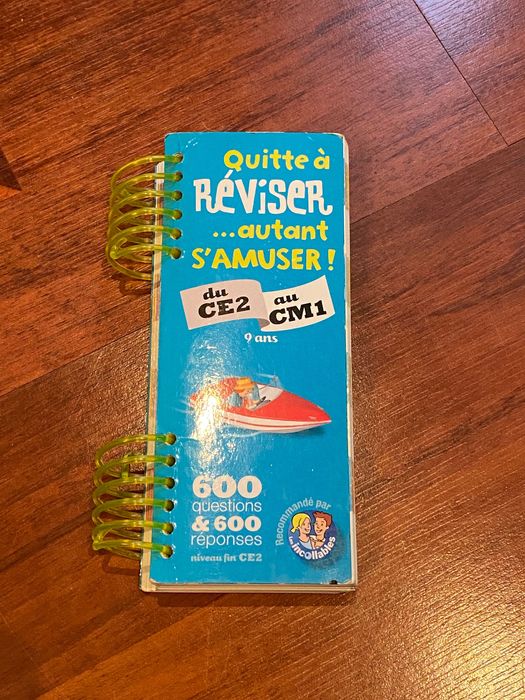 Quitte à
RÉVISER
...autant
S'AMUSER !
du
CE2
au
CM1
9 ans
600
questions
& 600
réponses
niveau fin CE2
Recommandé par
Les incollables